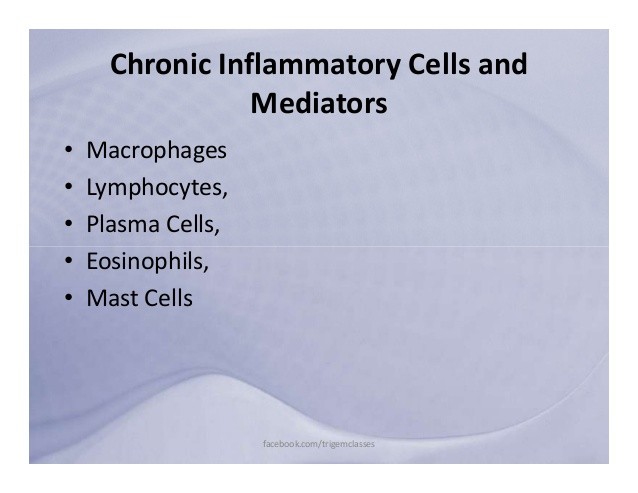 Chronic Inflammatory Cells and
Mediators
• Macrophages
• Lymphocytes,
• Plasma Cells,
• Eosinophils,
• Mast Cells
facebook.com/trigemclasses